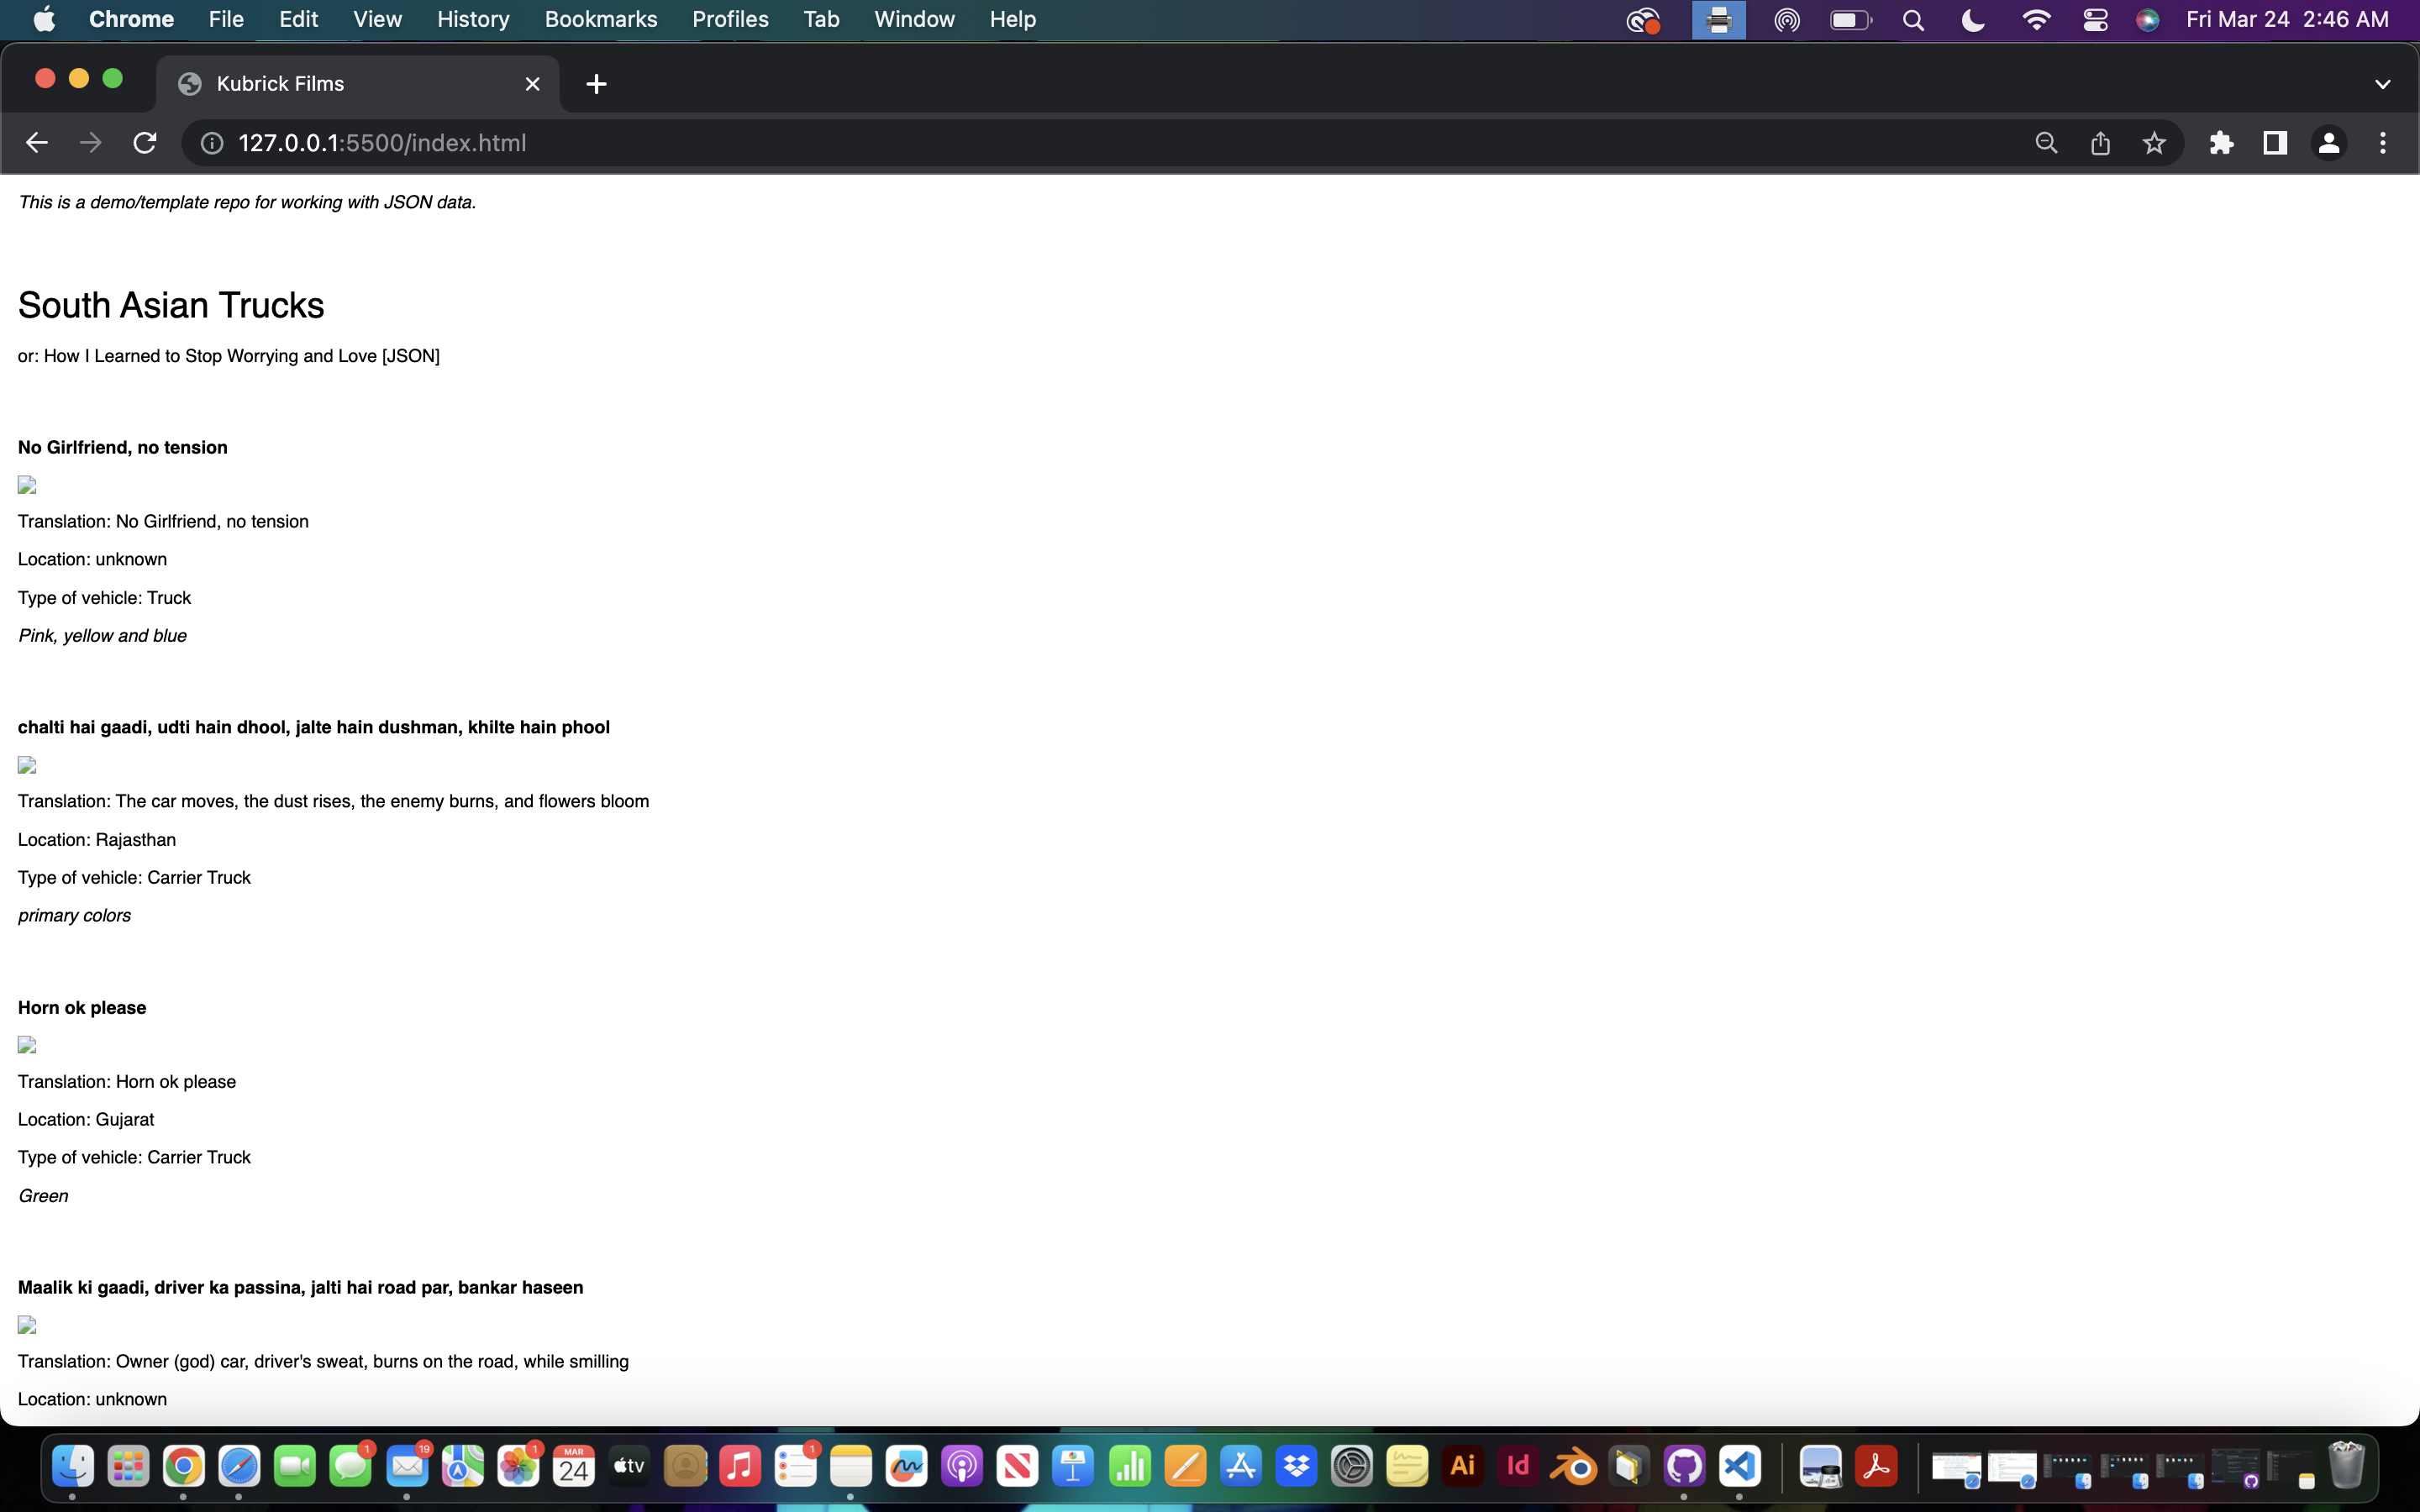 Chrome File Edit View History Bookmarks Profiles Tab Window Help Fri Mar 24 2:46 AM
Kubrick Films
127.0.0.1:5500/index.html
This is a demo/template repo for working with JSON data.
South Asian Trucks
or: How I Learned to Stop Worrying and Love [JSON]
No Girlfriend, no tension
Translation: No Girlfriend, no tension
Location: unknown
Type of vehicle: Truck
Pink, yellow and blue
chalti hai gaadi, udti hain dhool, jalte hain dushman, khilte hain phool
Translation: The car moves, the dust rises, the enemy burns, and flowers bloom
Location: Rajasthan
Type of vehicle: Carrier Truck
primary colors
Horn ok please
Translation: Horn ok please
Location: Gujarat
Type of vehicle: Carrier Truck
Green
Maalik ki gaadi, driver ka passina, jalti hai road par, bankar haseen
Translation: Owner (god) car, driver's sweat, burns on the road, while smilling
Location: unknown
1 19 1 MAR 24 tv 1 Ai Id